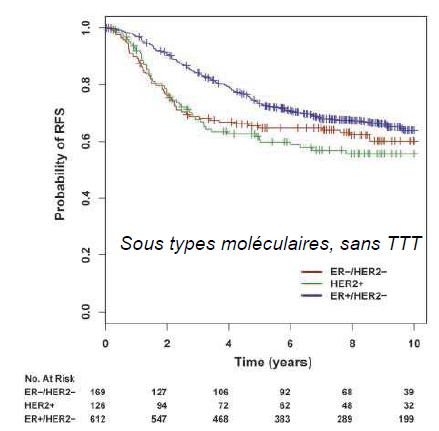 1.0
0.8
0.6
0.4
0.2
0.0
Probability of RFS
Sous types moléculaires, sans TTT
ER−/HER2−
HER2+
ER+/HER2−
0 2 4 6 8 10
Time (years)
No. At Risk
ER−/HER2− 169 127 106 92 68 39
HER2+ 126 94 72 62 48 32
ER+/HER2− 612 547 468 383 289 199